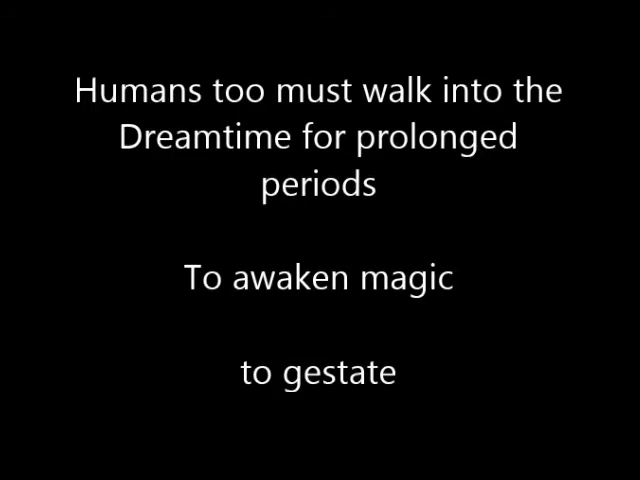 Humans too must walk into the
Dreamtime for prolonged
periods
To awaken magic
to gestate